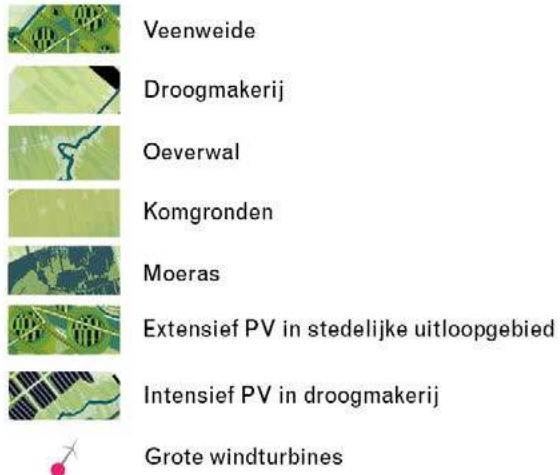 Veenweide
Droogmakerij
Oeverwal
Komgronden
Moeras
Extensief PV in stedelijke uitloopgebied
Intensief PV in droogmakerij
Grote windturbines